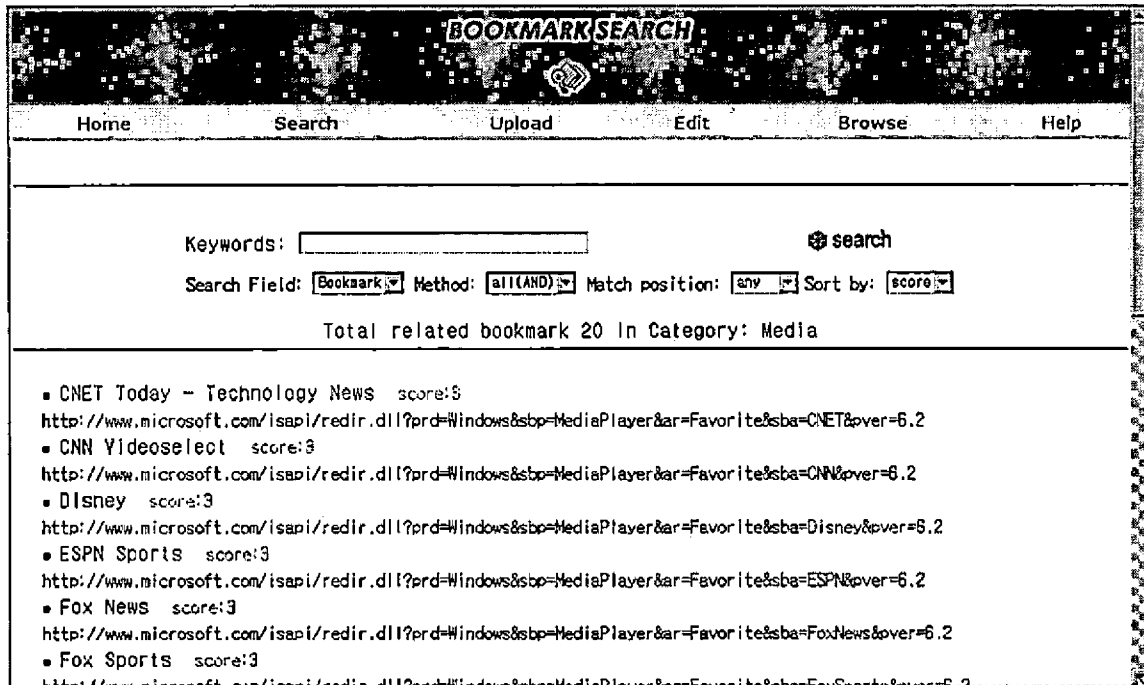 BOOKMARK SEARCH
Home Search Upload Edit Browse Help
Keywords: search
Search Field: Bookmark Method: all(AND) Match position: any Sort by: score
Total related bookmark 20 In Category: Media
CNET Today - Technology News score:3
http://www.microsoft.com/isapi/redir.dll?prd=Windows&sbp=MediaPlayer&ar=Favorite&sba=CNET&pver=6.2
CNN Videoselect score:3
http://www.microsoft.com/isapi/redir.dll?prd=Windows&sbp=MediaPlayer&ar=Favorite&sba=CNN&pver=6.2
Disney score:3
http://www.microsoft.com/isapi/redir.dll?prd=Windows&sbp=MediaPlayer&ar=Favorite&sba=Disney&pver=6.2
ESPN Sports score:3
http://www.microsoft.com/isapi/redir.dll?prd=Windows&sbp=MediaPlayer&ar=Favorite&sba=ESPN&pver=6.2
Fox News score:3
http://www.microsoft.com/isapi/redir.dll?prd=Windows&sbp=MediaPlayer&ar=Favorite&sba=FoxNews&pver=6.2
Fox Sports score:3